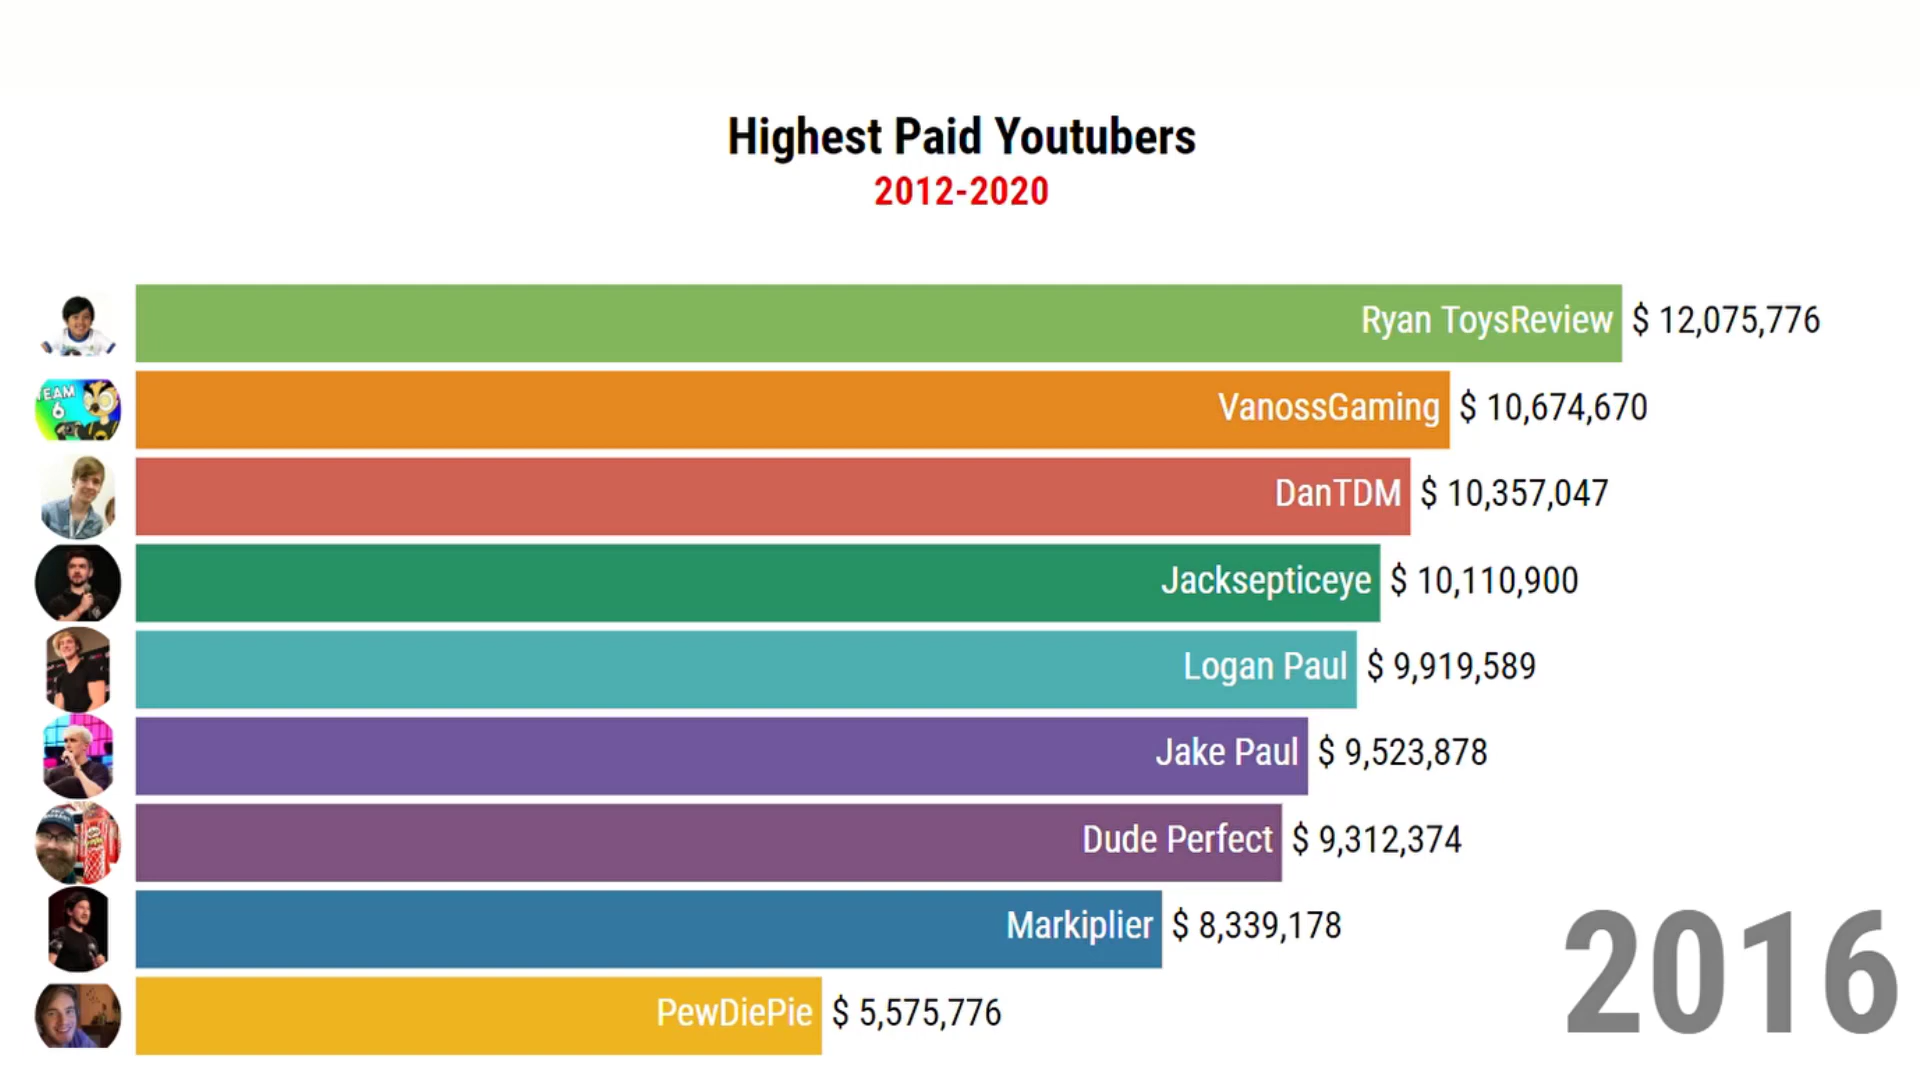 Highest Paid Youtubers
2012-2020
Ryan ToysReview $ 12,075,776
TEAM
6
VanossGaming $ 10,674,670
DanTDM $ 10,357,047
Jacksepticeye $ 10,110,900
Logan Paul $ 9,919,589
Jake Paul $ 9,523,878
Dude Perfect $ 9,312,374
Markiplier $ 8,339,178
PewDiePie $ 5,575,776
2016